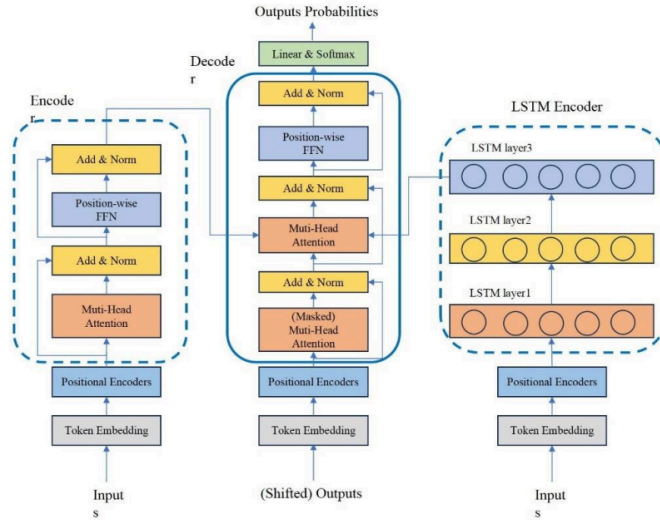 Outputs Probabilities
Linear & Softmax
Decode
r
Add & Norm
Position-wise
FFN
Add & Norm
Muti-Head
Attention
Add & Norm
(Masked)
Muti-Head
Attention
Positional Encoders
Token Embedding
(Shifted) Outputs
Encode
r
Add & Norm
Position-wise
FFN
Add & Norm
Muti-Head
Attention
Positional Encoders
Token Embedding
Input
s
LSTM Encoder
LSTM layer3
LSTM layer2
LSTM layer1
Positional Encoders
Token Embedding
Input
s